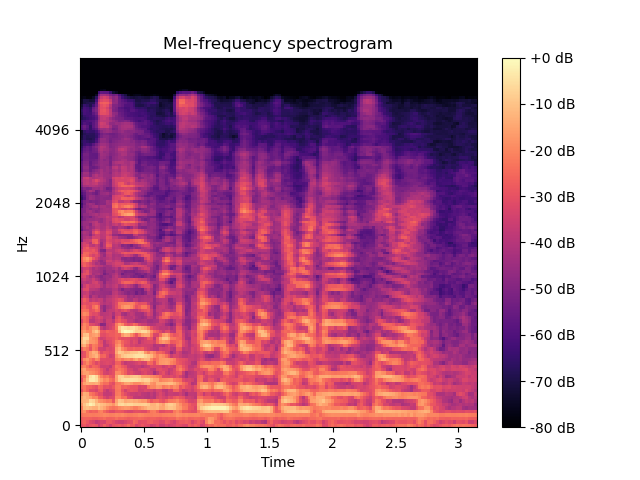 Mel-frequency spectrogram
+0 dB
4096
-10 dB
-20 dB
2048
-30 dB
Hz
-40 dB
1024
-50 dB
-60 dB
512
-70 dB
0
-80 dB
0 0.5 1 1.5 2 2.5 3
Time